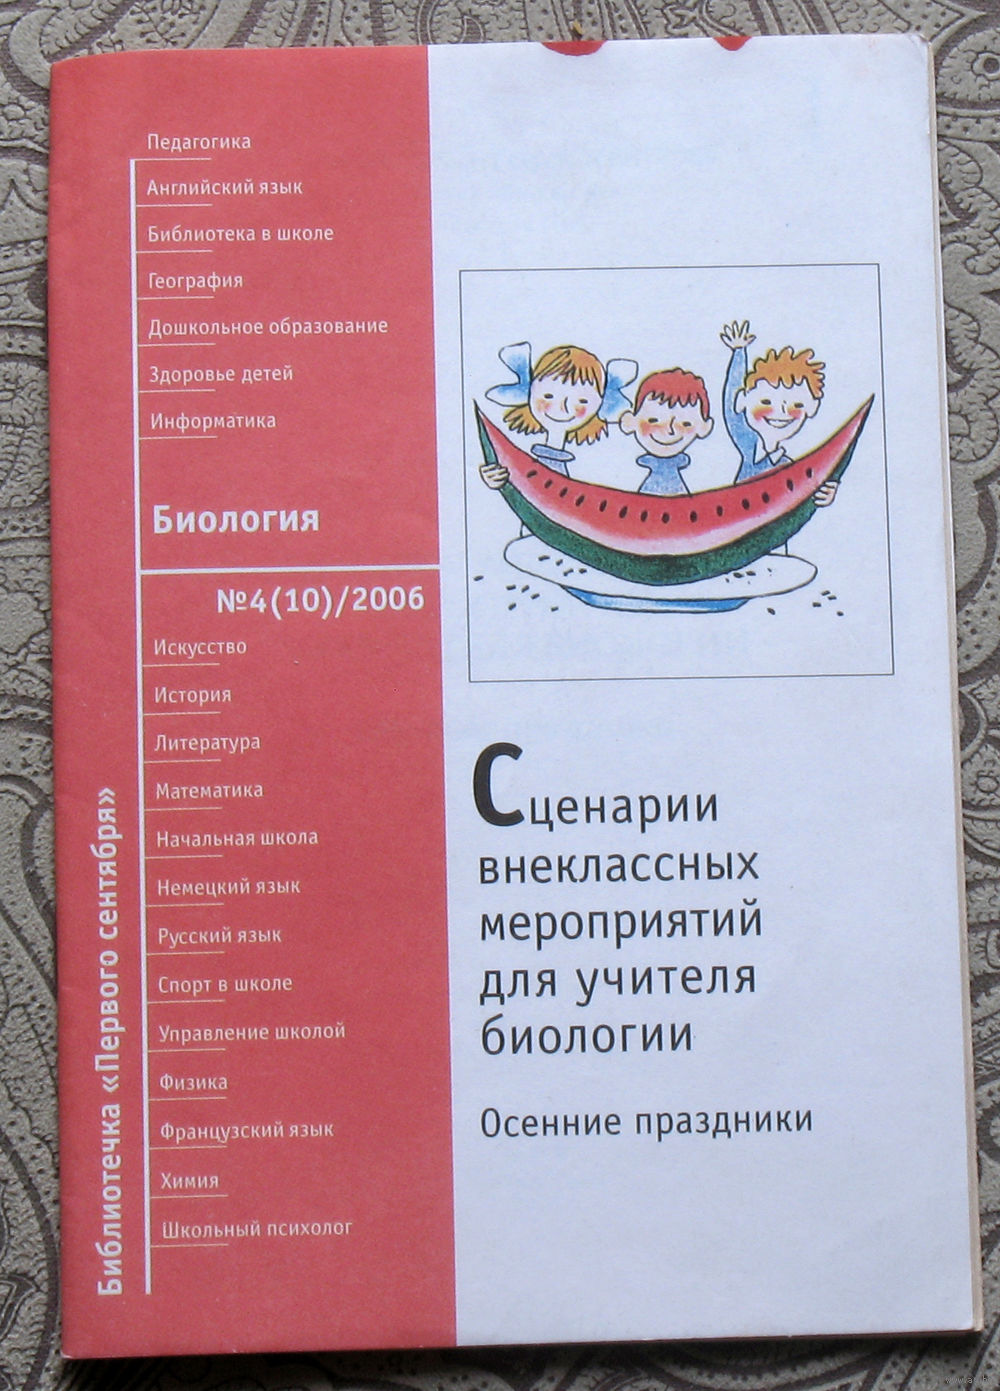 Педагогика
Английский язык
Библиотека в школе
География
Дошкольное образование
Здоровье детей
Информатика
Биология
№4(10)/2006
Искусство
История
Литература
Математика
Начальная школа
Немецкий язык
Русский язык
Спорт в школе
Управление школой
Физика
Французский язык
Химия
Школьный психолог
Библиотечка «Первого сентября»
Сценарии
внеклассных
мероприятий
для учителя
биологии
Осенние праздники